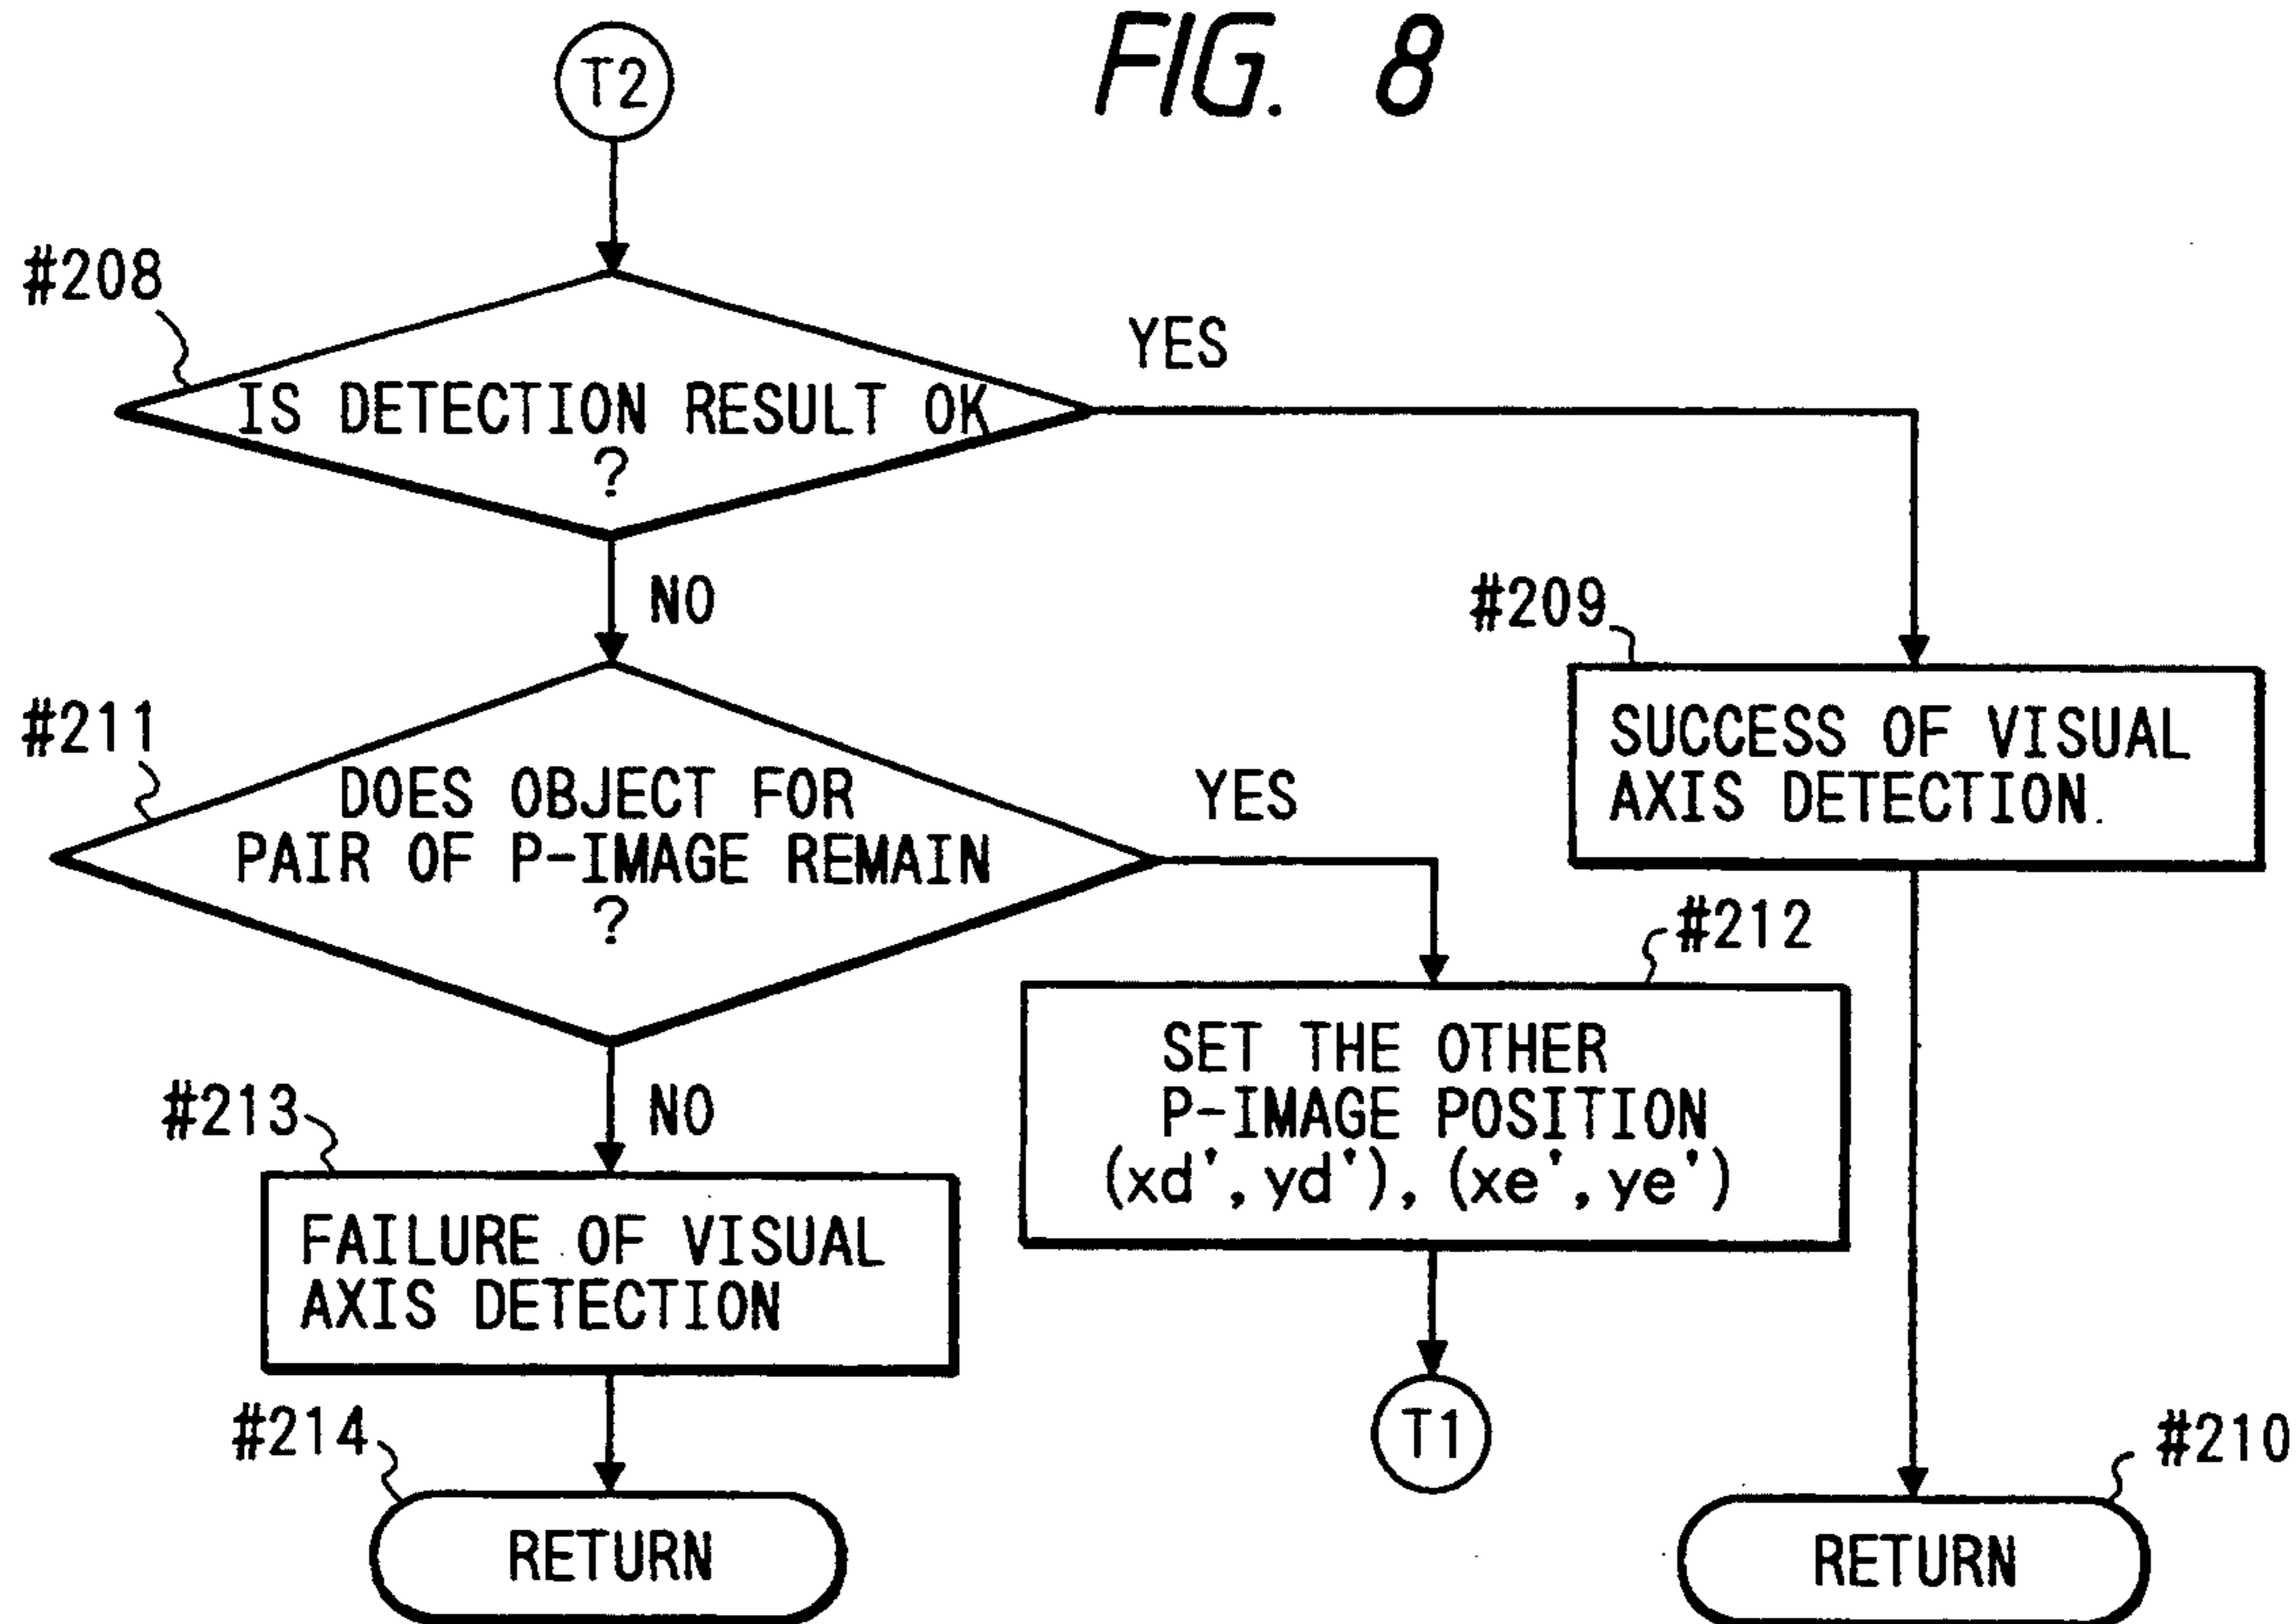 FIG. 8
T2
#208
IS DETECTION RESULT OK
?
YES
NO
#209
SUCCESS OF VISUAL
AXIS DETECTION.
#211
DOES OBJECT FOR
PAIR OF P-IMAGE REMAIN
?
YES
NO
#212
SET THE OTHER
P-IMAGE POSITION
(xd', yd'), (xe', ye')
#213
FAILURE OF VISUAL
AXIS DETECTION
T1
#214
RETURN
#210
RETURN